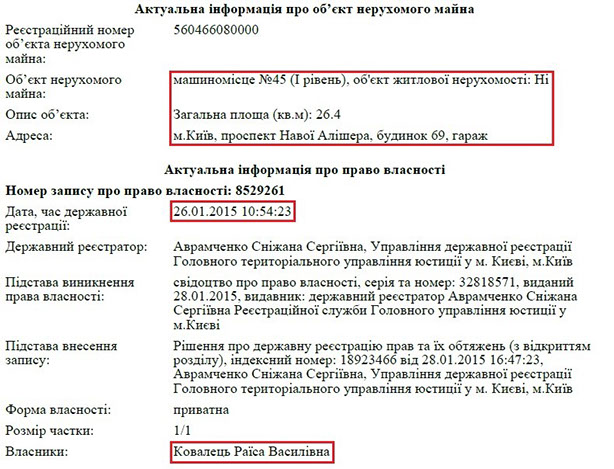 Актуальна інформація про об’єкт нерухомого майна
Реєстраційний номер 560466080000
об’єкта нерухомого
майна:
Об’єкт нерухомого машиномісце №45 (І рівень), об'єкт житлової нерухомості: Ні
майна:
Опис об’єкта: Загальна площа (кв.м): 26.4
Адреса: м.Київ, проспект Навої Алішера, будинок 69, гараж
Актуальна інформація про право власності
Номер запису про право власності: 8529261
Дата, час державної 26.01.2015 10:54:23
реєстрації:
Державний реєстратор: Аврамченко Сніжана Сергіївна, Управління державної реєстрації
Головного територіального управління юстиції у м. Києві, м.Київ
Підстава виникнення свідоцтво про право власності, серія та номер: 32818571, виданий
права власності: 28.01.2015, видавник: державний реєстратор Аврамченко Сніжана
Сергіївна Реєстраційної служби Головного управління юстиції у
м.Києві
Підстава внесення Рішення про державну реєстрацію прав та їх обтяжень (з відкриттям
запису: розділу), індексний номер: 18923466 від 28.01.2015 16:47:23,
Аврамченко Сніжана Сергіївна, Управління державної реєстрації
Головного територіального управління юстиції у м. Києві, м.Київ
Форма власності: приватна
Розмір частки: 1/1
Власники: Ковалець Раїса Василівна